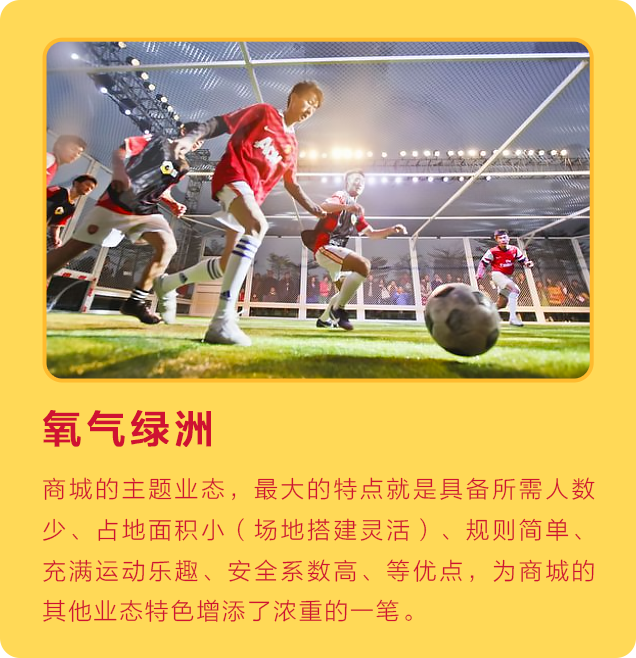 氧气绿洲
商城的主题业态，最大的特点就是具备所需人数
少、占地面积小（场地搭建灵活）、规则简单、
充满运动乐趣、安全系数高、等优点，为商城的
其他业态特色增添了浓重的一笔。